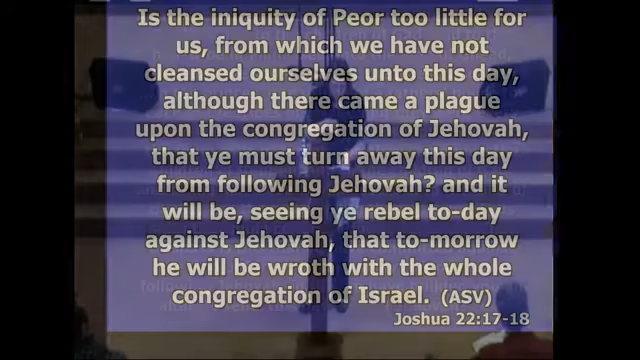 Is the iniquity of Peor too little for
us, from which we have not
cleansed ourselves unto this day,
although there came a plague
upon the congregation of Jehovah,
that ye must turn away this day
from following Jehovah? and it
will be, seeing ye rebel to-day
against Jehovah, that to-morrow
he will be wroth with the whole
congregation of Israel. (ASV)
Joshua 22:17-18